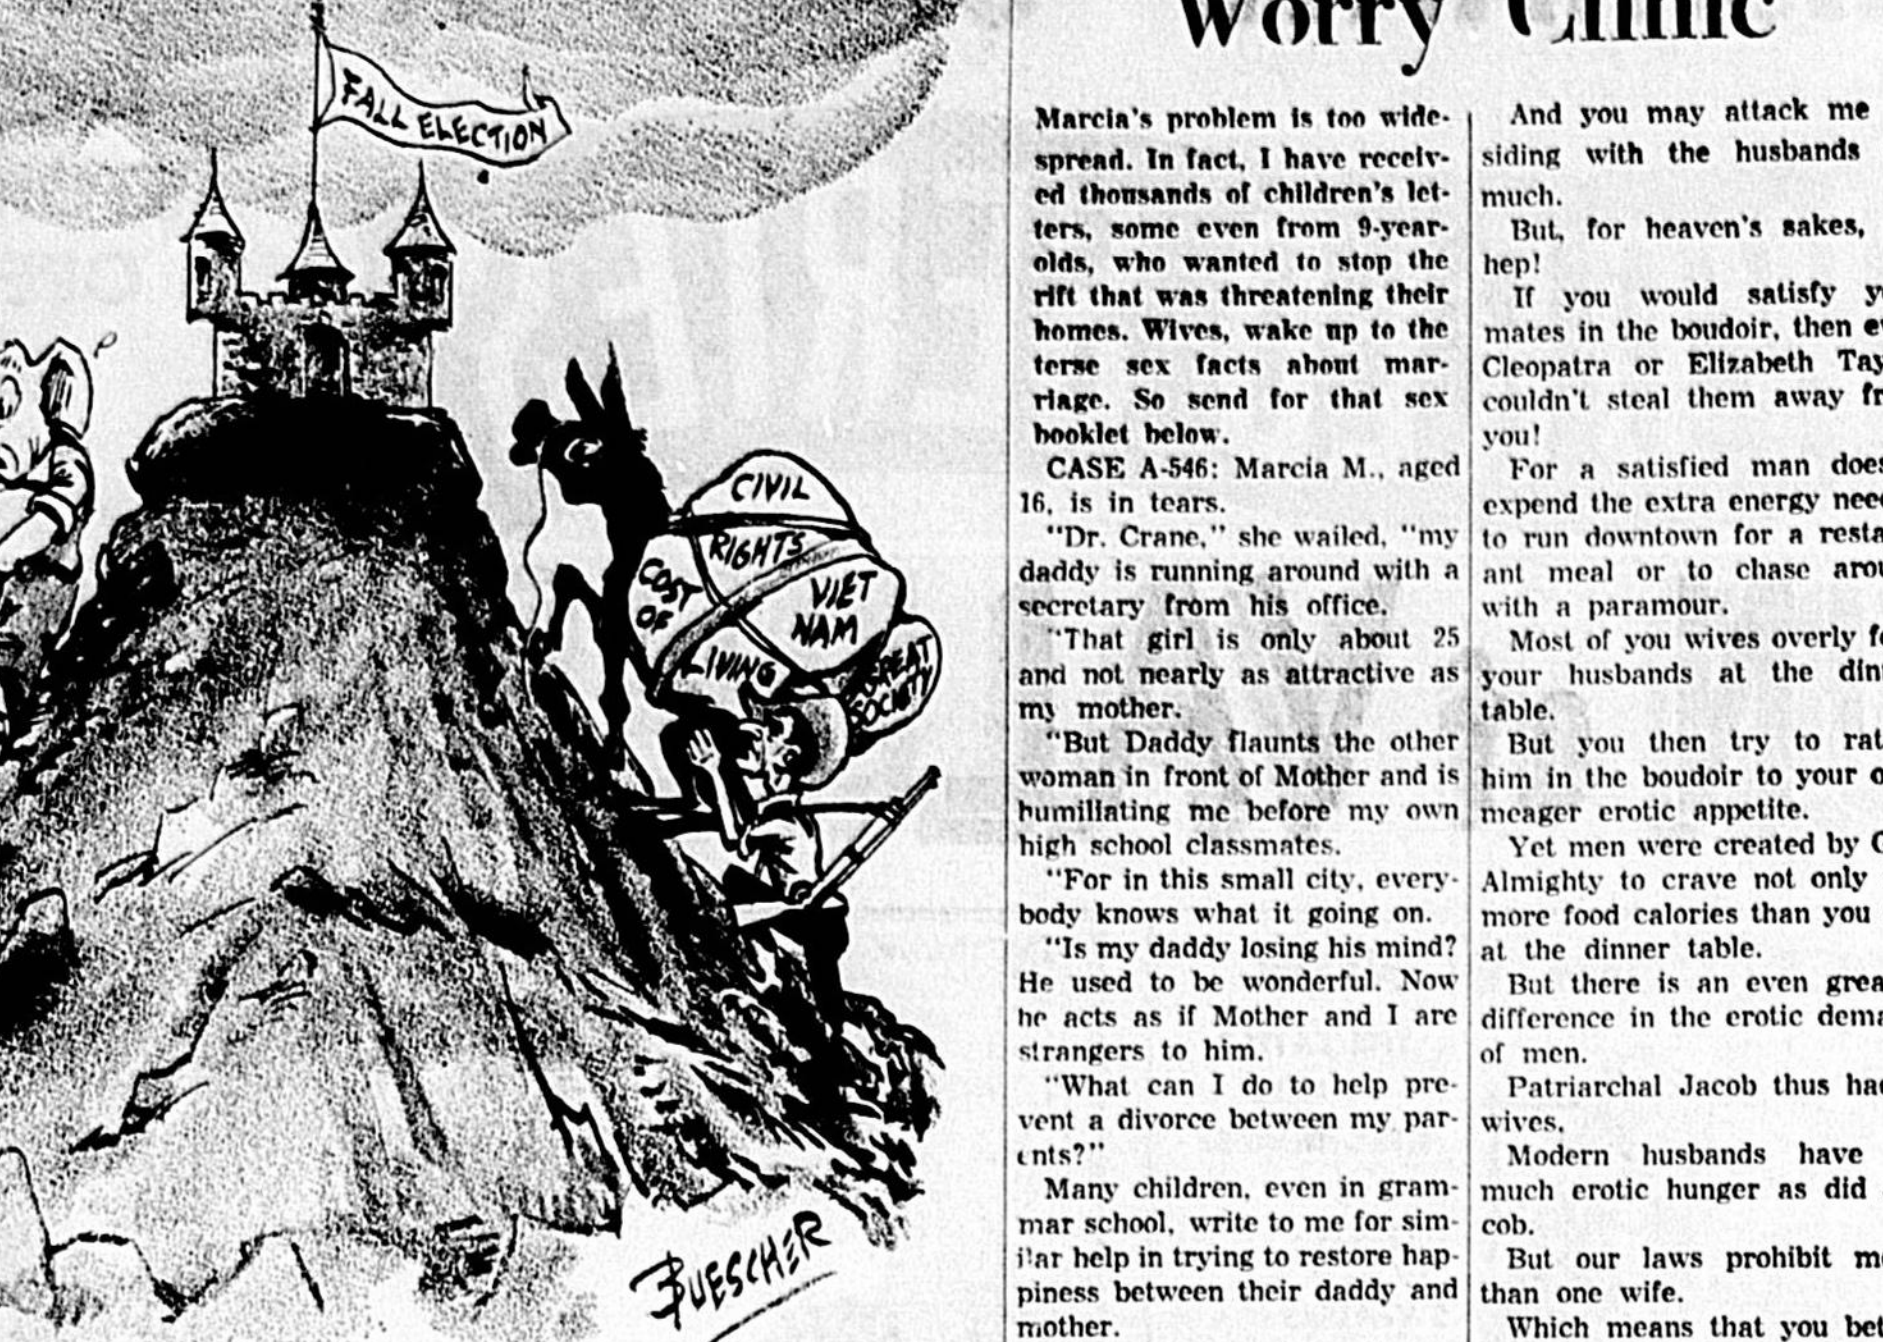 FALL ELECTION
CIVIL
RIGHTS
COST
OF
LIVING
VIET
NAM
GREAT
SOCIETY
BUESCHER
Worry Clinic
Marcia's problem is too wide-
spread. In fact, I have receiv-
ed thousands of children's let-
ters, some even from 9-year-
olds, who wanted to stop the
rift that was threatening their
homes. Wives, wake up to the
terse sex facts about mar-
riage. So send for that sex
booklet below.
CASE A-546: Marcia M., aged
16, is in tears.
"Dr. Crane," she wailed, "my
daddy is running around with a
secretary from his office.
"That girl is only about 25
and not nearly as attractive as
my mother.
"But Daddy flaunts the other
woman in front of Mother and is
humiliating me before my own
high school classmates.
"For in this small city, every-
body knows what it going on.
"Is my daddy losing his mind?
He used to be wonderful. Now
he acts as if Mother and I are
strangers to him.
"What can I do to help pre-
vent a divorce between my par-
ents?"
Many children, even in gram-
mar school, write to me for sim-
ilar help in trying to restore hap-
piness between their daddy and
mother.
And you may attack me
siding with the husbands
much.
But, for heaven's sakes,
hep!
If you would satisfy
mates in the boudoir, then
Cleopatra or Elizabeth Tay
couldn't steal them away
you!
For a satisfied man does
expend the extra energy
to run downtown for a resta
ant meal or to chase arou
with a paramour.
Most of you wives overly
your husbands at the
table.
But you then try to rat
him in the boudoir to your
meager erotic appetite.
Yet men were created by
Almighty to crave not only
more food calories than you
at the dinner table.
But there is an even grea
difference in the erotic dema
of men.
Patriarchal Jacob thus
wives.
Modern husbands have
much erotic hunger as did
cob.
But our laws prohibit
than one wife.
Which means that you bet